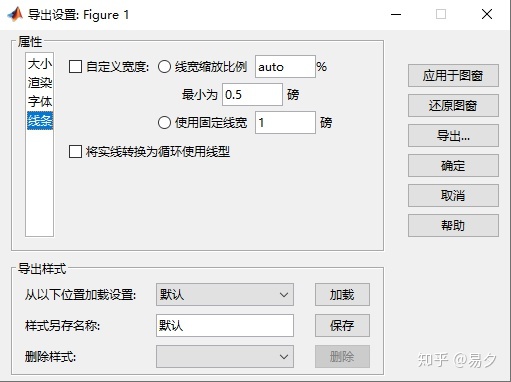 导出设置: Figure 1
属性
大小
渲染
字体
线条
自定义宽度: 线宽缩放比例 auto %
最小为 0.5 磅
使用固定线宽 1 磅
将实线转换为循环使用线型
应用于图窗
还原图窗
导出...
确定
取消
帮助
导出样式
从以下位置加载设置: 默认 加载
样式另存名称: 默认 保存
删除样式: 删除
知乎 @易夕